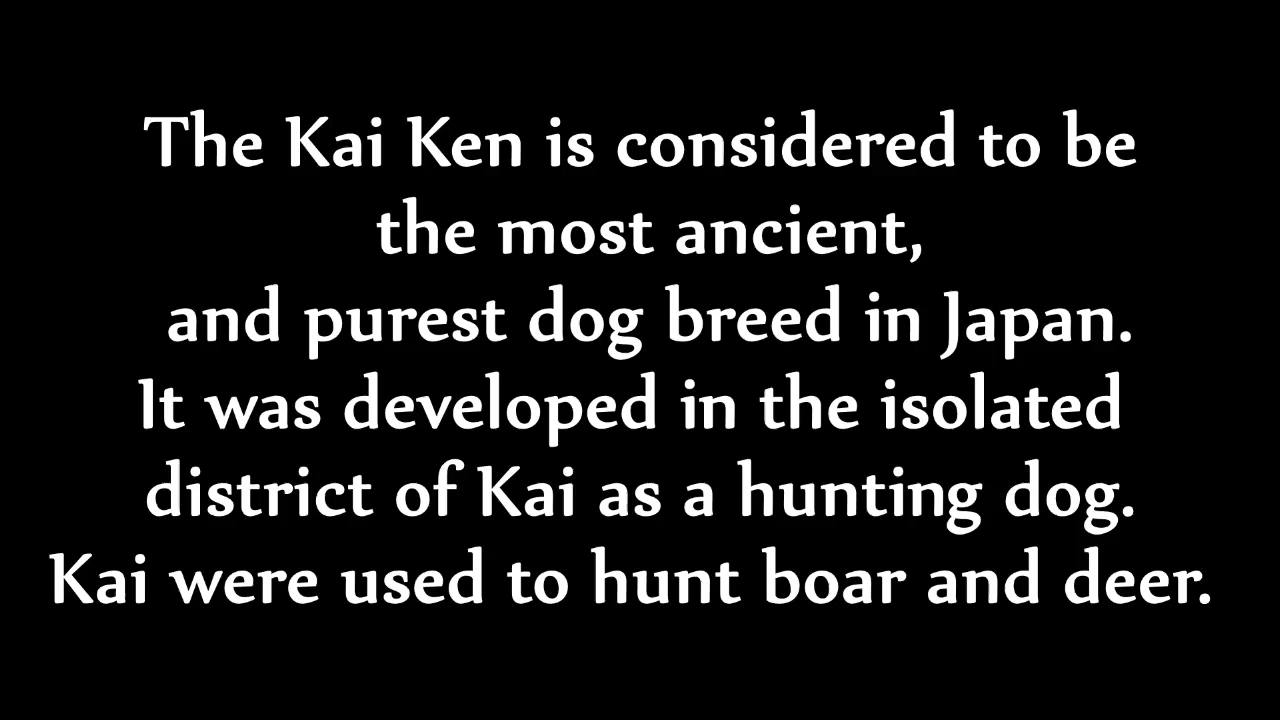 The Kai Ken is considered to be
the most ancient,
and purest dog breed in Japan.
It was developed in the isolated
district of Kai as a hunting dog.
Kai were used to hunt boar and deer.